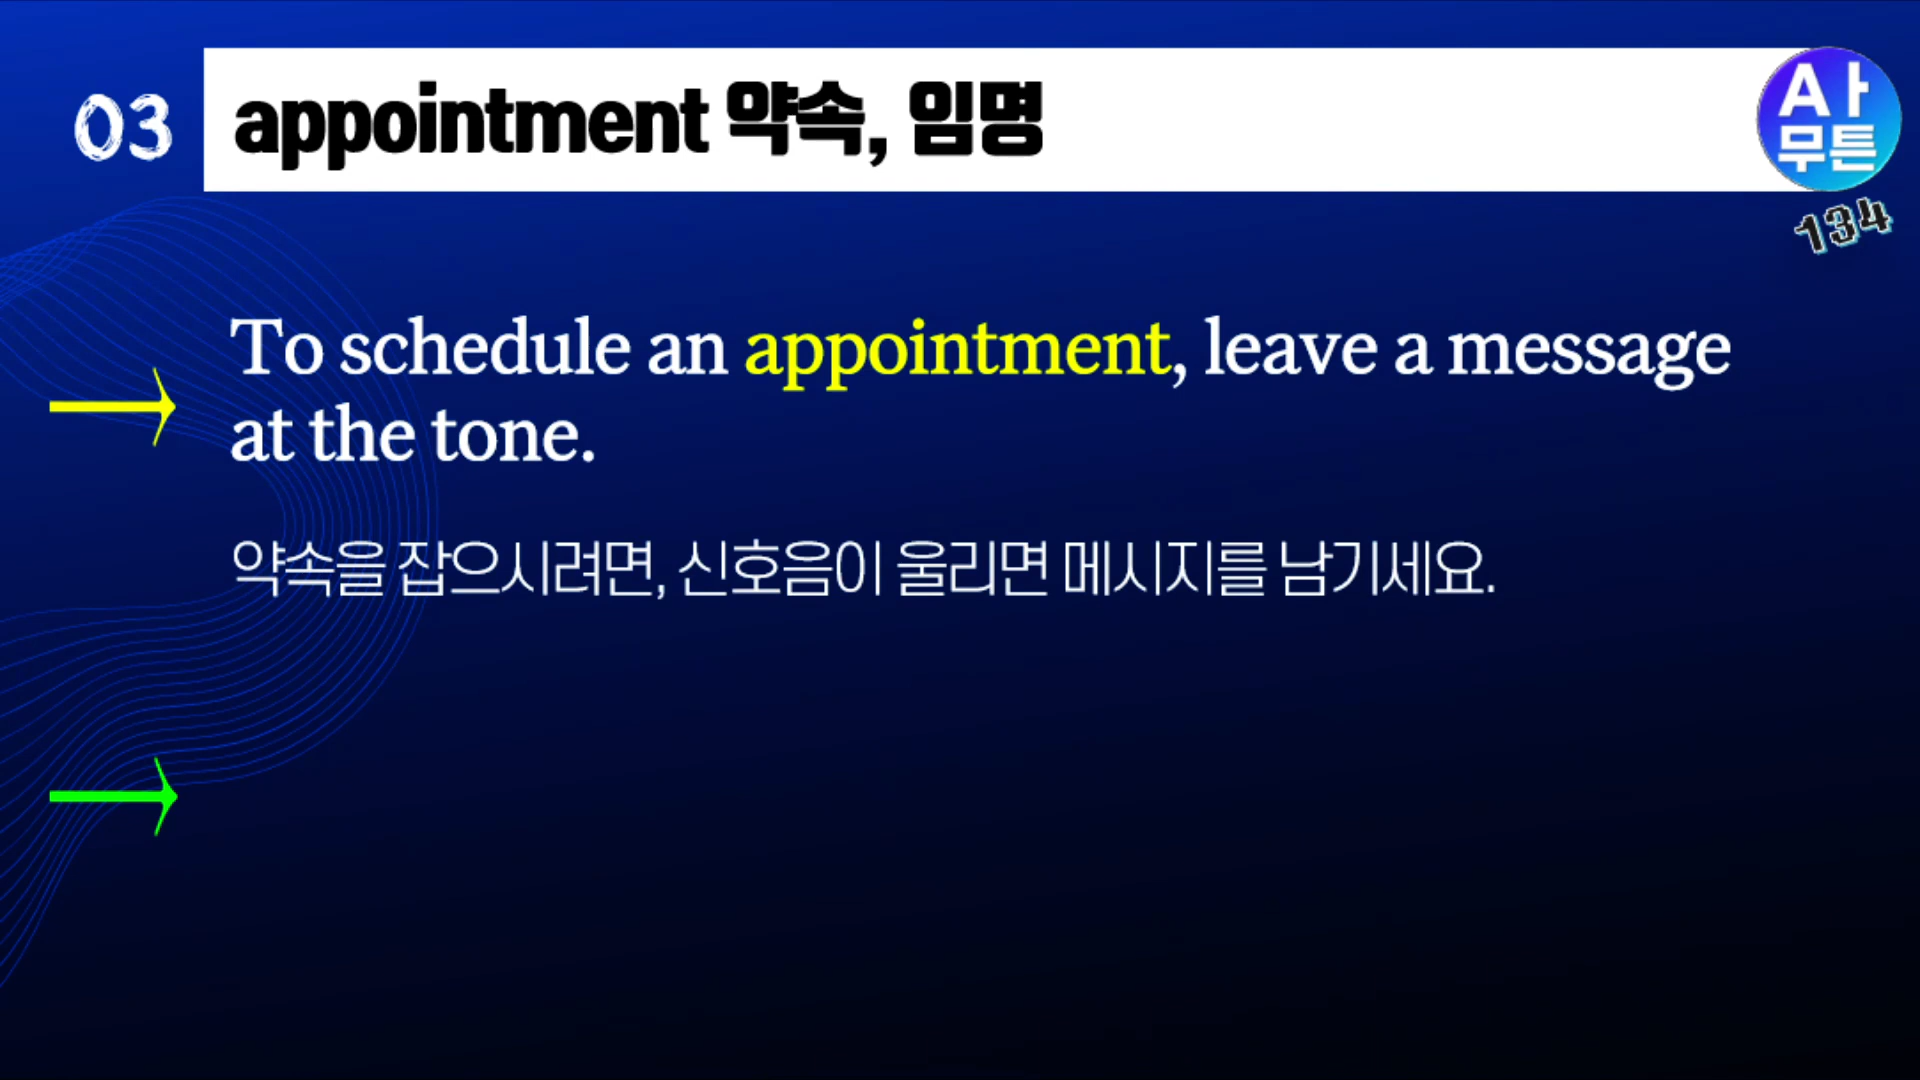 03
appointment 약속, 임명
사
무튼
134
To schedule an appointment, leave a message
at the tone.
약속을 잡으시려면, 신호음이 울리면 메시지를 남기세요.